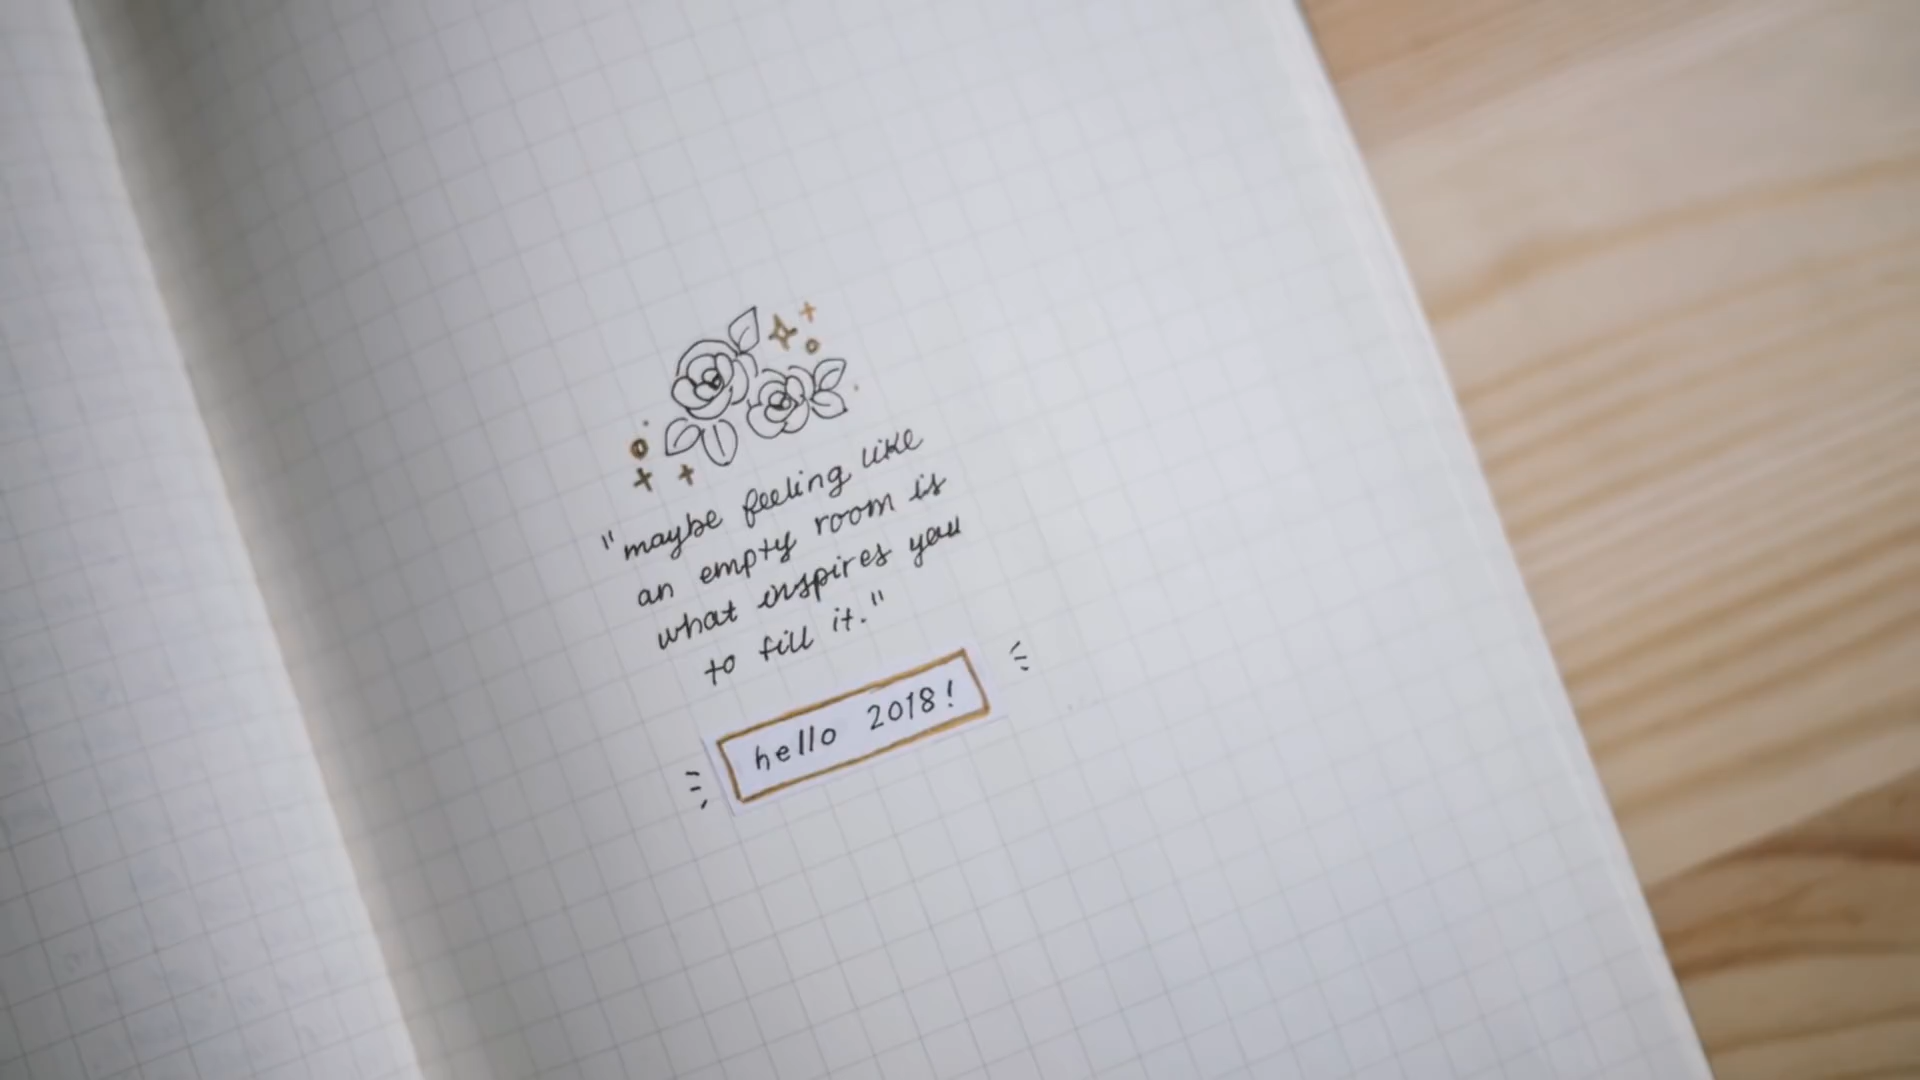 "maybe feeling like
an empty room is
what inspires you
to fill it."
hello 2018!